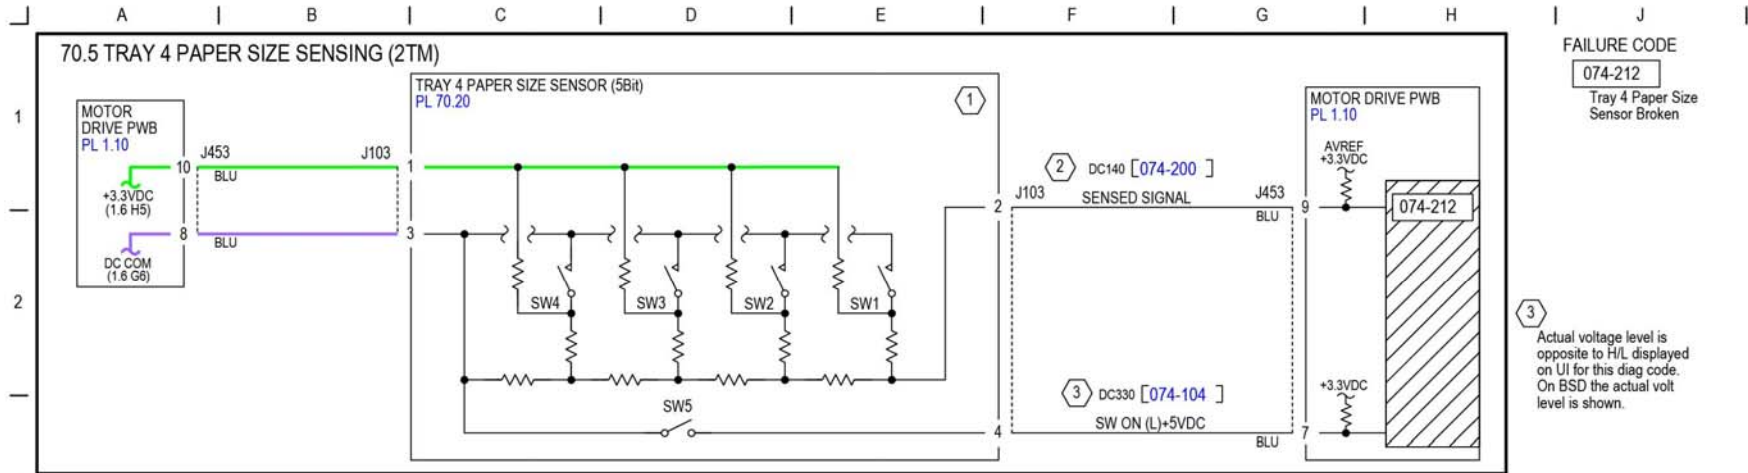 A B C D E F G H J
70.5 TRAY 4 PAPER SIZE SENSING (2TM)
FAILURE CODE
074-212
Tray 4 Paper Size
Sensor Broken
1
MOTOR
DRIVE PWB
PL 1.10
TRAY 4 PAPER SIZE SENSOR (5Bit)
PL 70.20
1
MOTOR DRIVE PWB
PL 1.10
10 J453 J103 1
BLU
+3.3VDC
(1.6 H5)
2 DC140 [074-200 ]
AVREF
+3.3VDC
2 J103 SENSED SIGNAL J453 9
BLU
074-212
8 3
BLU
DC COM
(1.6 G6)
2
SW4 SW3 SW2 SW1
3
Actual voltage level is
opposite to H/L displayed
on UI for this diag code.
On BSD the actual volt
level is shown.
3 DC330 [074-104 ]
+3.3VDC
SW5
4 SW ON (L)+5VDC 7
BLU